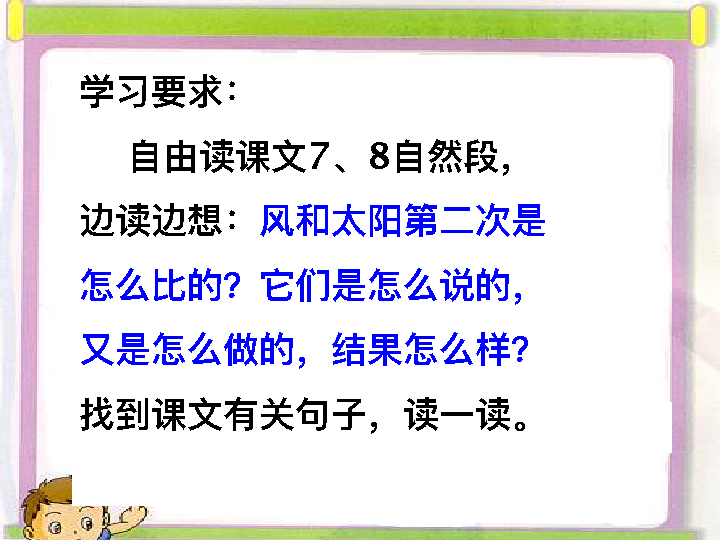 学习要求：
自由读课文7、8自然段，
边读边想：风和太阳第二次是
怎么比的？它们是怎么说的，
又是怎么做的，结果怎么样？
找到课文有关句子，读一读。